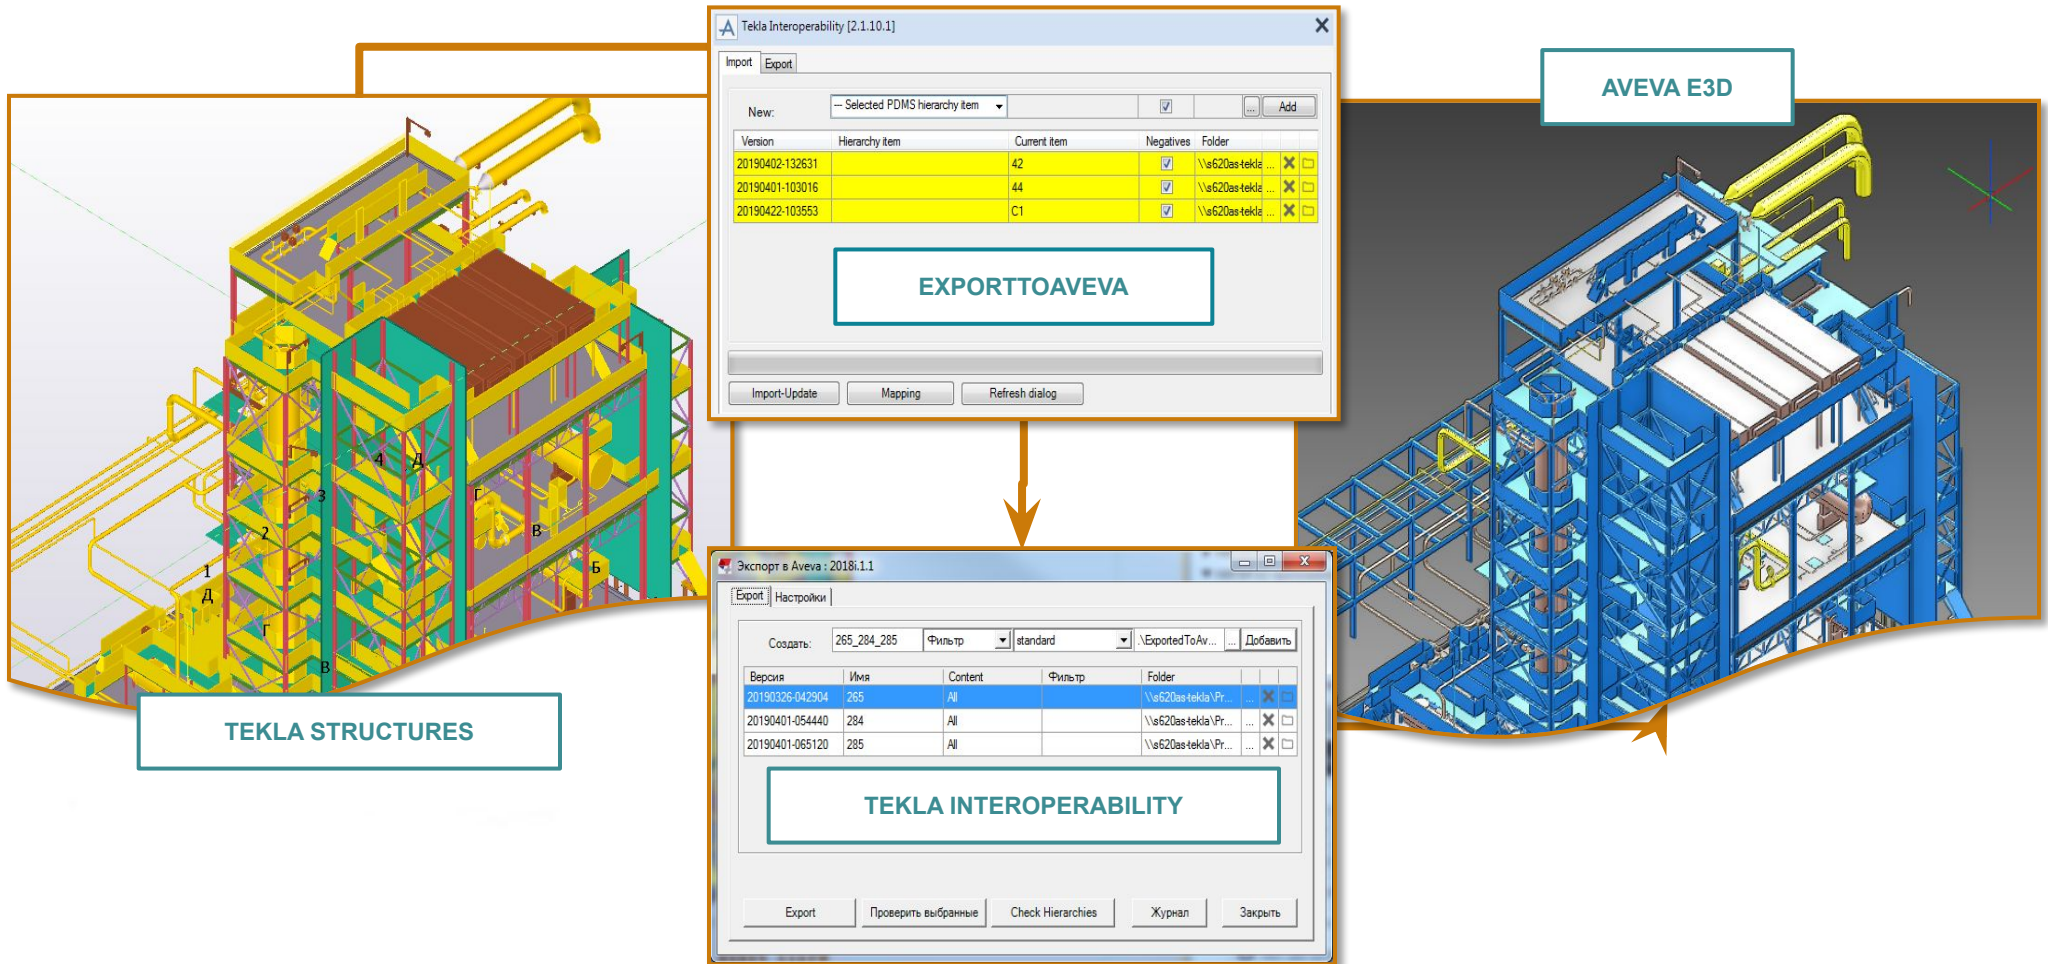 Tekla Interoperability [2.1.10.1]
Import Export
New: --- Selected PDMS hierarchy item ... Add
Version Hierarchy item Current item Negatives Folder
20190402-132631 42 \\s620as-tekla ...
20190401-103016 44 \\s620as-tekla ...
20190422-103553 C1 \\s620as-tekla ...
EXPORTTOAVEVA
Import-Update Mapping Refresh dialog
AVEVA E3D
4 Д
3
Г
2
В
1
Б
Д
Г
В
TEKLA STRUCTURES
Экспорт в Aveva : 2018i.1.1
Export Настройки
Создать: 265_284_285 Фильтр standard .\ExportedToAv... ... Добавить
Версия Имя Content Фильтр Folder
20190326-042904 265 All \\s620as-tekla\Pr... ...
20190401-054440 284 All \\s620as-tekla\Pr... ...
20190401-065120 285 All \\s620as-tekla\Pr... ...
TEKLA INTEROPERABILITY
Export Проверить выбранные Check Hierarchies Журнал Закрыть